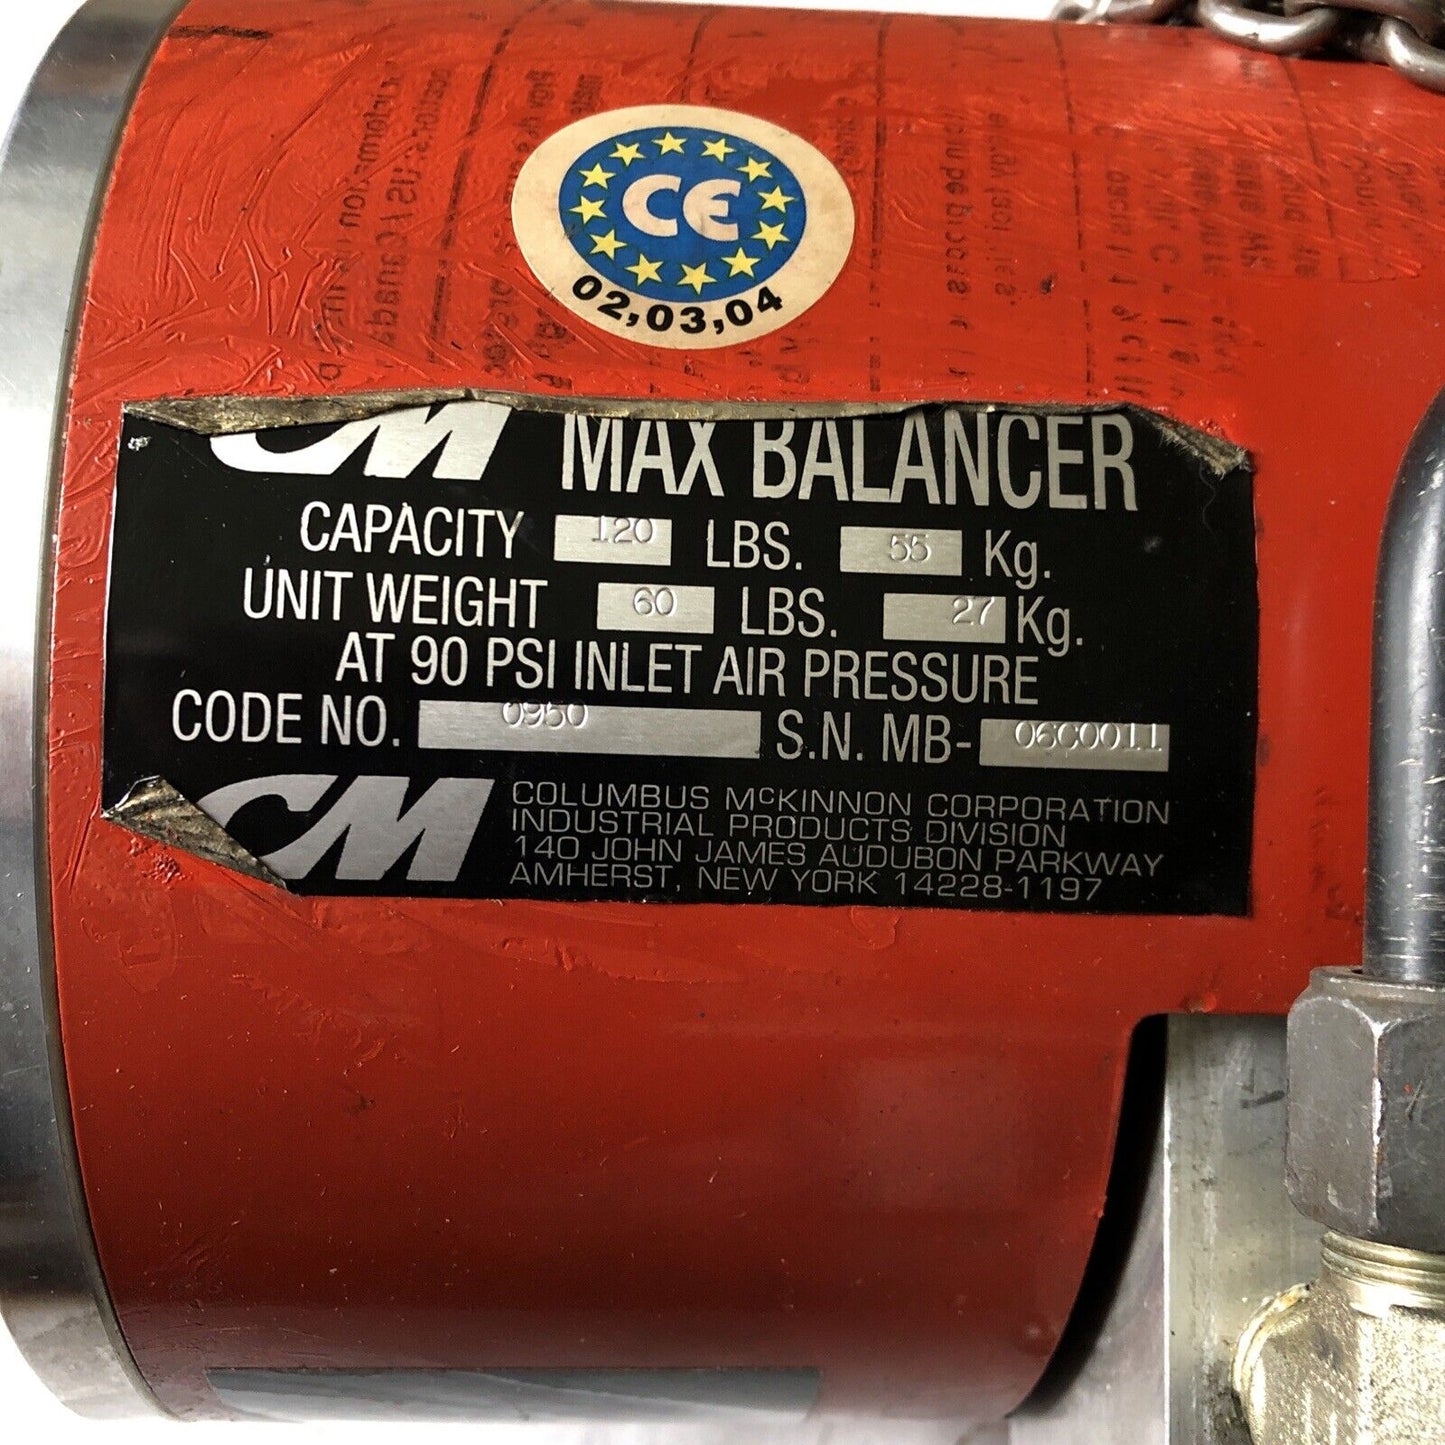 CE
02,03,04
CM MAX BALANCER
CAPACITY 120 LBS. 55 Kg.
UNIT WEIGHT 60 LBS. 27 Kg.
AT 90 PSI INLET AIR PRESSURE
CODE NO. 0950 S.N. MB- 06C0011
CM
COLUMBUS McKINNON CORPORATION
INDUSTRIAL PRODUCTS DIVISION
140 JOHN JAMES AUDUBON PARKWAY
AMHERST, NEW YORK 14228-1197